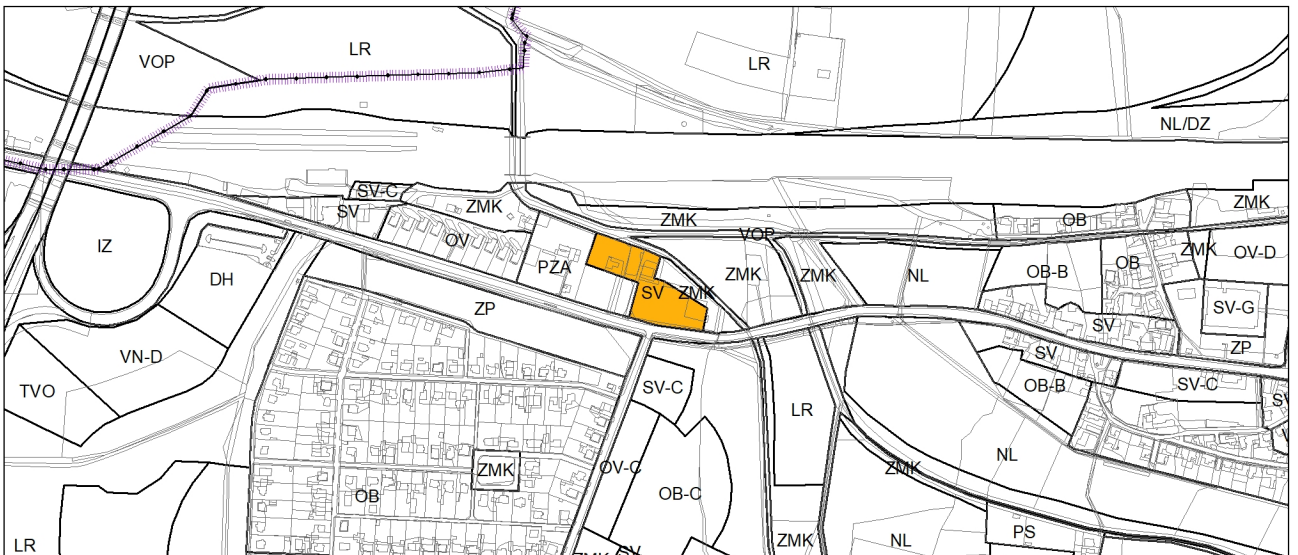 LR
VOP
LR
NL/DZ
SV-C
ZMK
SV
ZMK
OB
ZMK
VOP
OV
IZ
DH
PZA
ZMK
ZMK
NL
OB-B
OB
ZMK
OV-D
SV
ZMK
ZP
SV-G
SV
ZP
VN-D
SV
TVO
SV-C
OB-B
SV-C
LR
ZMK
OV-C
NL
ZMK
OB
OB-C
LR
PS
ZMK
NL
SV